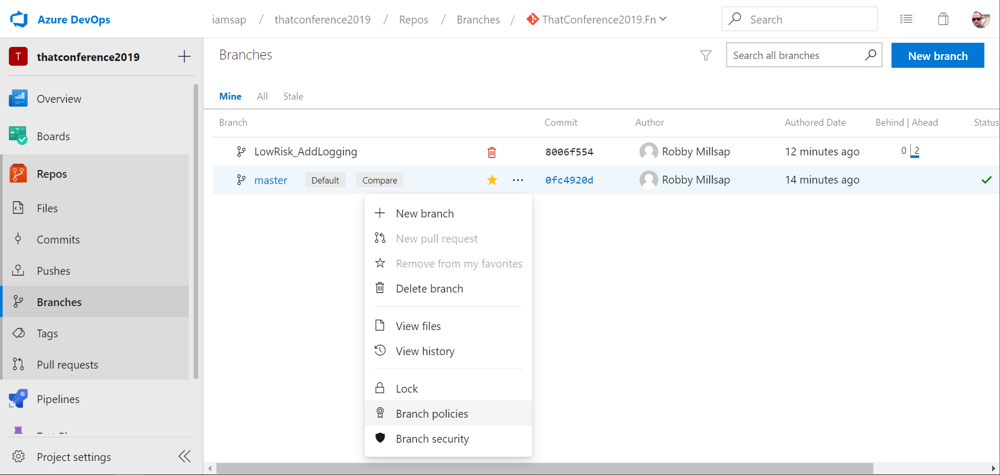 Azure DevOps
iamsap / thatconference2019 / Repos / Branches / ThatConference2019.Fn
Search
T thatconference2019
Overview
Boards
Repos
Files
Commits
Pushes
Branches
Tags
Pull requests
Pipelines
Project settings
Branches
Search all branches
New branch
Mine All Stale
Branch Commit Author Authored Date Behind | Ahead Status
LowRisk_AddLogging 8006f554 Robby Millsap 12 minutes ago 0 2
master Default Compare 0fc4920d Robby Millsap 14 minutes ago
New branch
New pull request
Remove from my favorites
Delete branch
View files
View history
Lock
Branch policies
Branch security